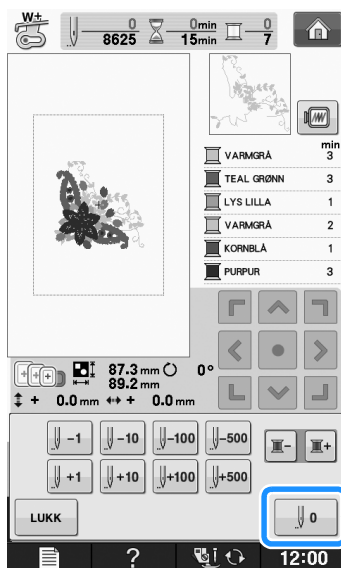 W+
0 0min 0
8625 15min 7
min
VARMGRÅ 3
TEAL GRØNN 3
LYS LILLA 1
VARMGRÅ 2
KORNBLÅ 1
PURPUR 3
87.3 mm 0°
89.2 mm
+ 0.0 mm + 0.0 mm
-1 -10 -100 -500 - +
+1 +10 +100 +500
LUKK 0
? 12:00